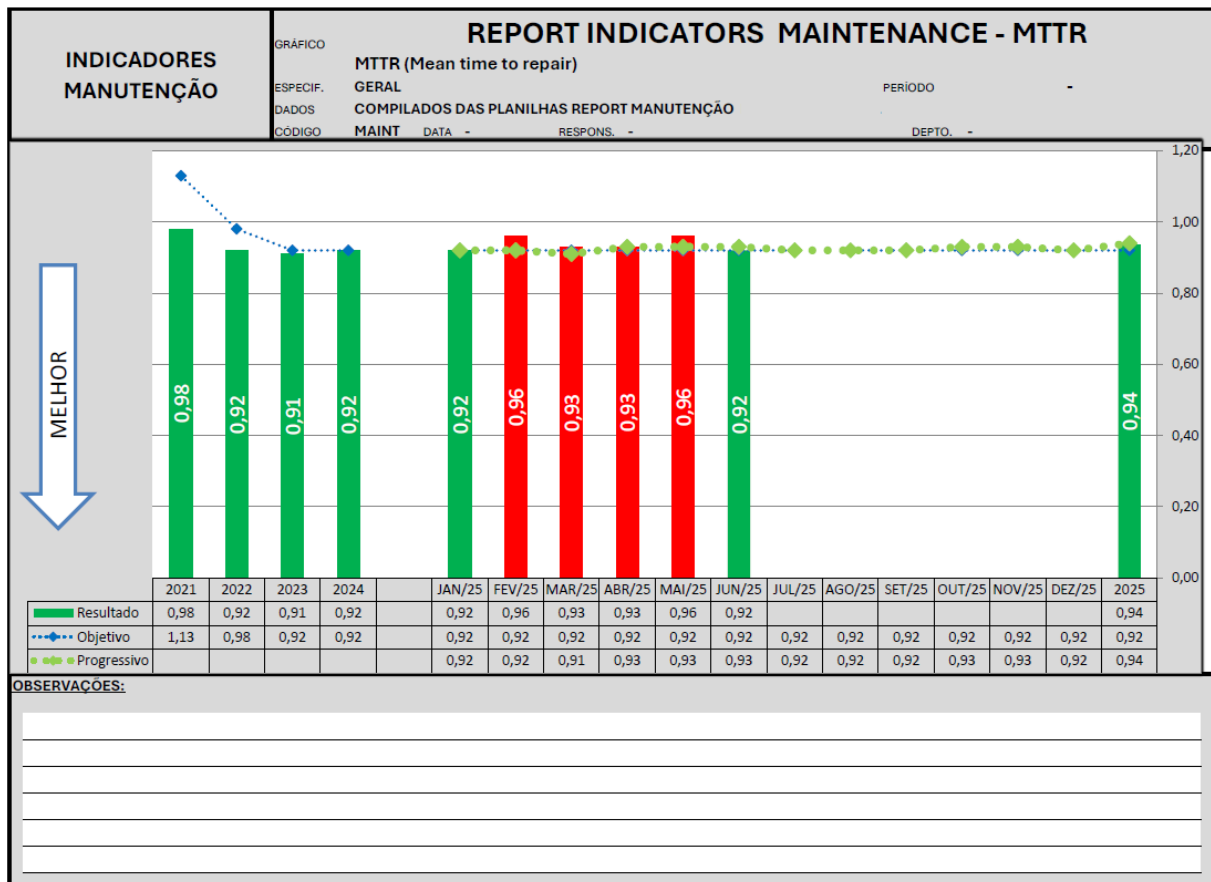 INDICADORES
MANUTENÇÃO
GRÁFICO
REPORT INDICATORS MAINTENANCE - MTTR
MTTR (Mean time to repair)
ESPECIF. GERAL PERÍODO -
DADOS COMPILADOS DAS PLANILHAS REPORT MANUTENÇÃO
CÓDIGO MAINT DATA - RESPONS. - DEPTO. -
MELHOR
1,20
1,00
0,80
0,60
0,40
0,20
0,00
0,98 0,92 0,91 0,92 0,92 0,96 0,93 0,93 0,96 0,92 0,94
2021 2022 2023 2024 JAN/25 FEV/25 MAR/25 ABR/25 MAI/25 JUN/25 JUL/25 AGO/25 SET/25 OUT/25 NOV/25 DEZ/25 2025
Resultado 0,98 0,92 0,91 0,92 0,92 0,96 0,93 0,93 0,96 0,92 0,94
Objetivo 1,13 0,98 0,92 0,92 0,92 0,92 0,92 0,92 0,92 0,92 0,92 0,92 0,92 0,92 0,92 0,92 0,92
Progressivo 0,92 0,92 0,91 0,93 0,93 0,93 0,92 0,92 0,92 0,93 0,93 0,92 0,94
OBSERVAÇÕES: